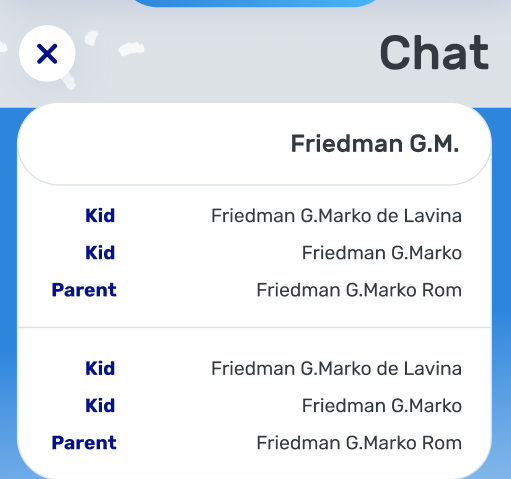 Chat
Friedman G.M.
Kid Friedman G.Marko de Lavina
Kid Friedman G.Marko
Parent Friedman G.Marko Rom
Kid Friedman G.Marko de Lavina
Kid Friedman G.Marko
Parent Friedman G.Marko Rom